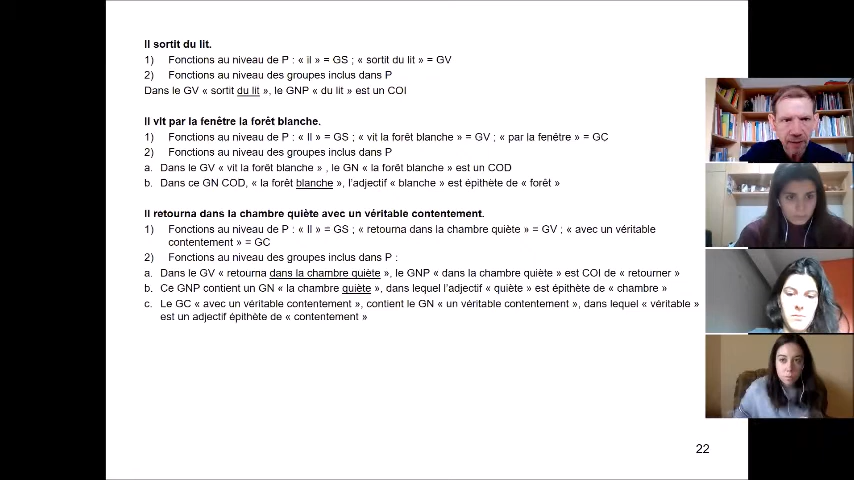 Il sortit du lit.
1) Fonctions au niveau de P : « il » = GS ; « sortit du lit » = GV
2) Fonctions au niveau des groupes inclus dans P
Dans le GV « sortit du lit », le GNP « du lit » est un COI
Il vit par la fenêtre la forêt blanche.
1) Fonctions au niveau de P : « Il » = GS ; « vit la forêt blanche » = GV ; « par la fenêtre » = GC
2) Fonctions au niveau des groupes inclus dans P
a. Dans le GV « vit la forêt blanche » , le GN « la forêt blanche » est un COD
b. Dans ce GN COD, « la forêt blanche », l'adjectif « blanche » est épithète de « forêt »
Il retourna dans la chambre quiète avec un véritable contentement.
1) Fonctions au niveau de P : « Il » = GS ; « retourna dans la chambre quiète » = GV ; « avec un véritable
contentement » = GC
2) Fonctions au niveau des groupes inclus dans P :
a. Dans le GV « retourna dans la chambre quiète », le GNP « dans la chambre quiète » est COI de « retourner »
b. Ce GNP contient un GN « la chambre quiète », dans lequel l'adjectif « quiète » est épithète de « chambre »
c. Le GC « avec un véritable contentement », contient le GN « un véritable contentement », dans lequel « véritable »
est un adjectif épithète de « contentement »
22